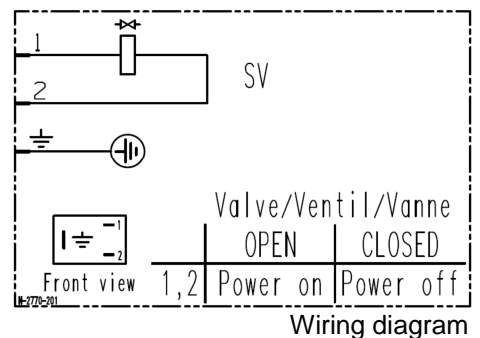 1
SV
2
Valve/Ventil/Vanne
1
OPEN CLOSED
2
Front view 1,2 Power on Power off
M-2770-201
Wiring diagram